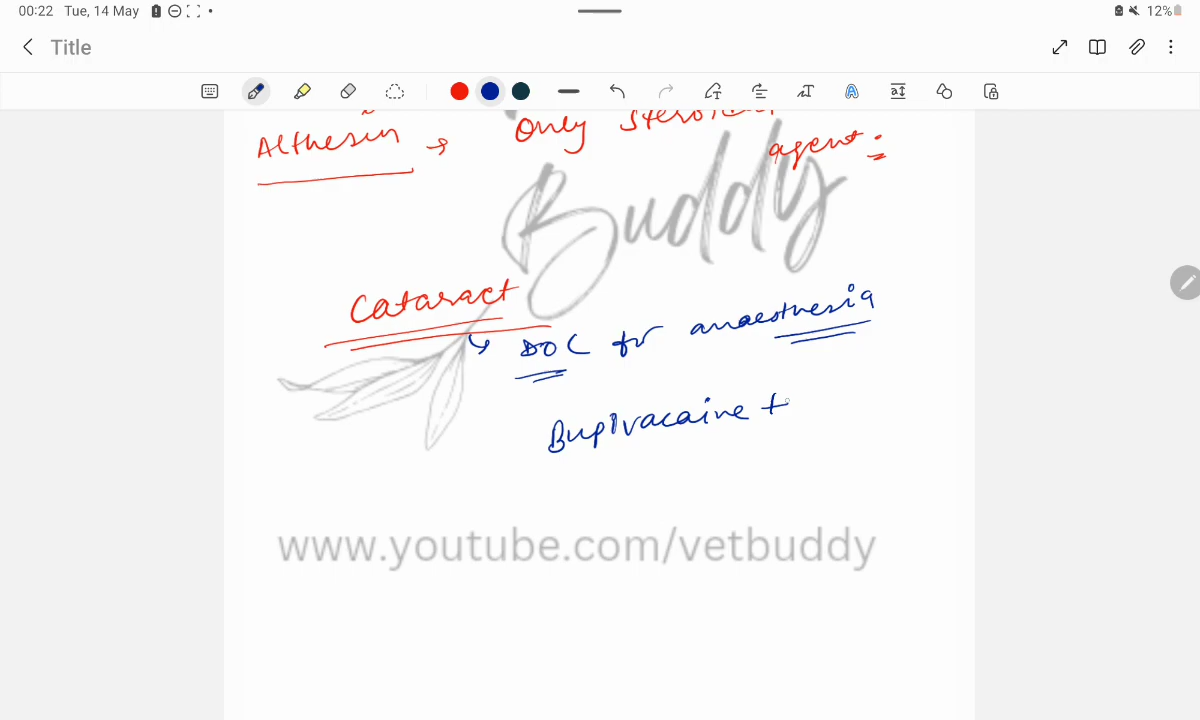 00:22 Tue, 14 May
12%
Title
Althesin → Only Steroidal
agent.
Buddy
Cataract
↳ DOC for anaesthesia
Bupivacaine +
www.youtube.com/vetbuddy